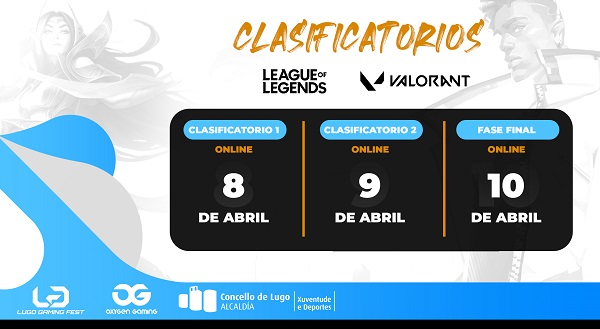 CLASIFICATORIOS
LEAGUE OF
LEGENDS
VALORANT
CLASIFICATORIO 1
ONLINE
8
DE ABRIL
CLASIFICATORIO 2
ONLINE
9
DE ABRIL
FASE FINAL
ONLINE
10
DE ABRIL
LUGO GAMING FEST
OXYGEN GAMING
Concello de Lugo
ALCALDÍA
Xuventude
e Deportes